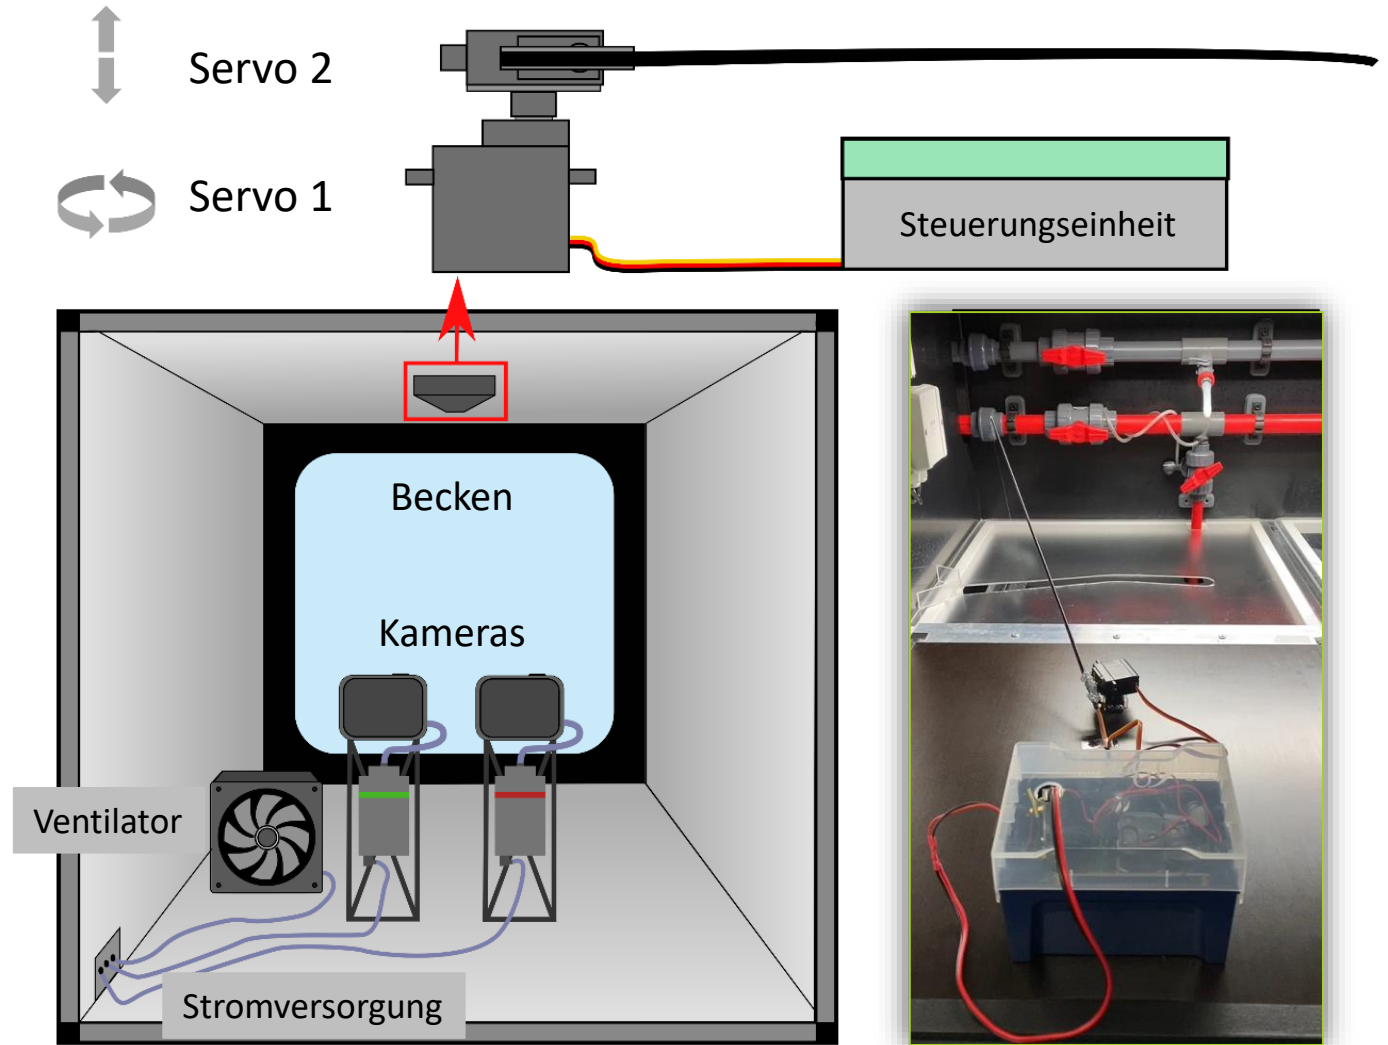 Servo 2
Servo 1
Steuerungseinheit
Becken
Kameras
Ventilator
Stromversorgung